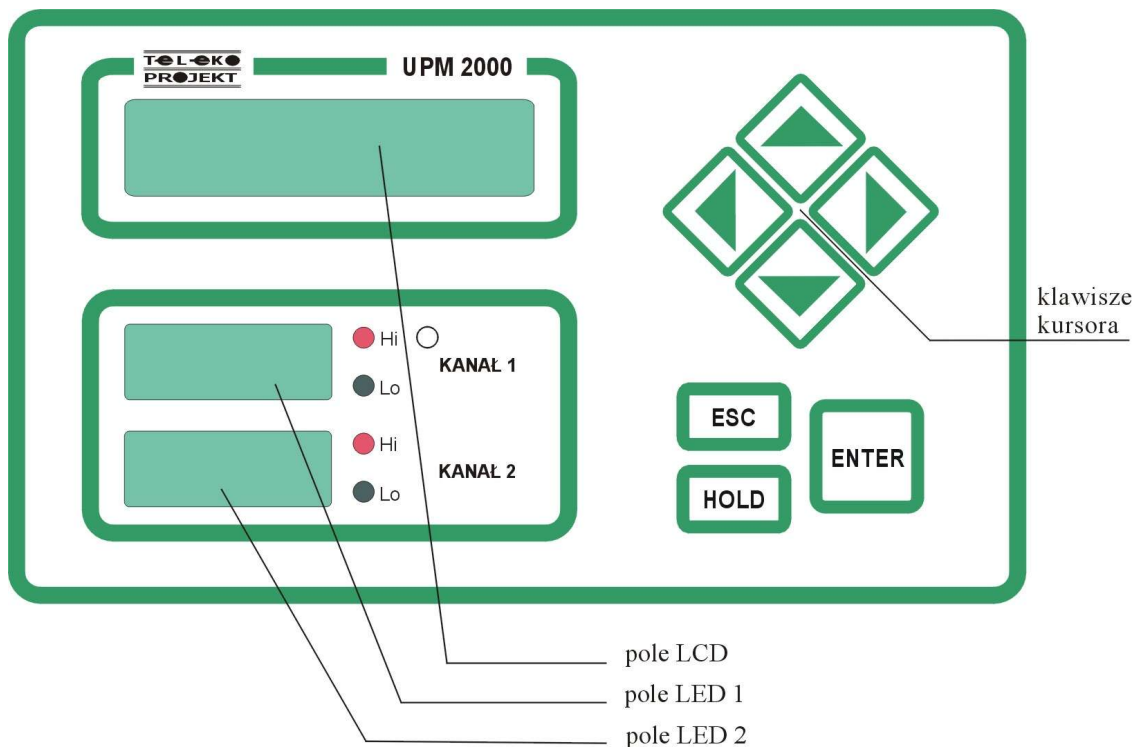 TEL-EKO
PROJEKT
UPM 2000
klawisze
kursora
Hi
KANAŁ 1
Lo
Hi
KANAŁ 2
Lo
ESC
HOLD
ENTER
pole LCD
pole LED 1
pole LED 2